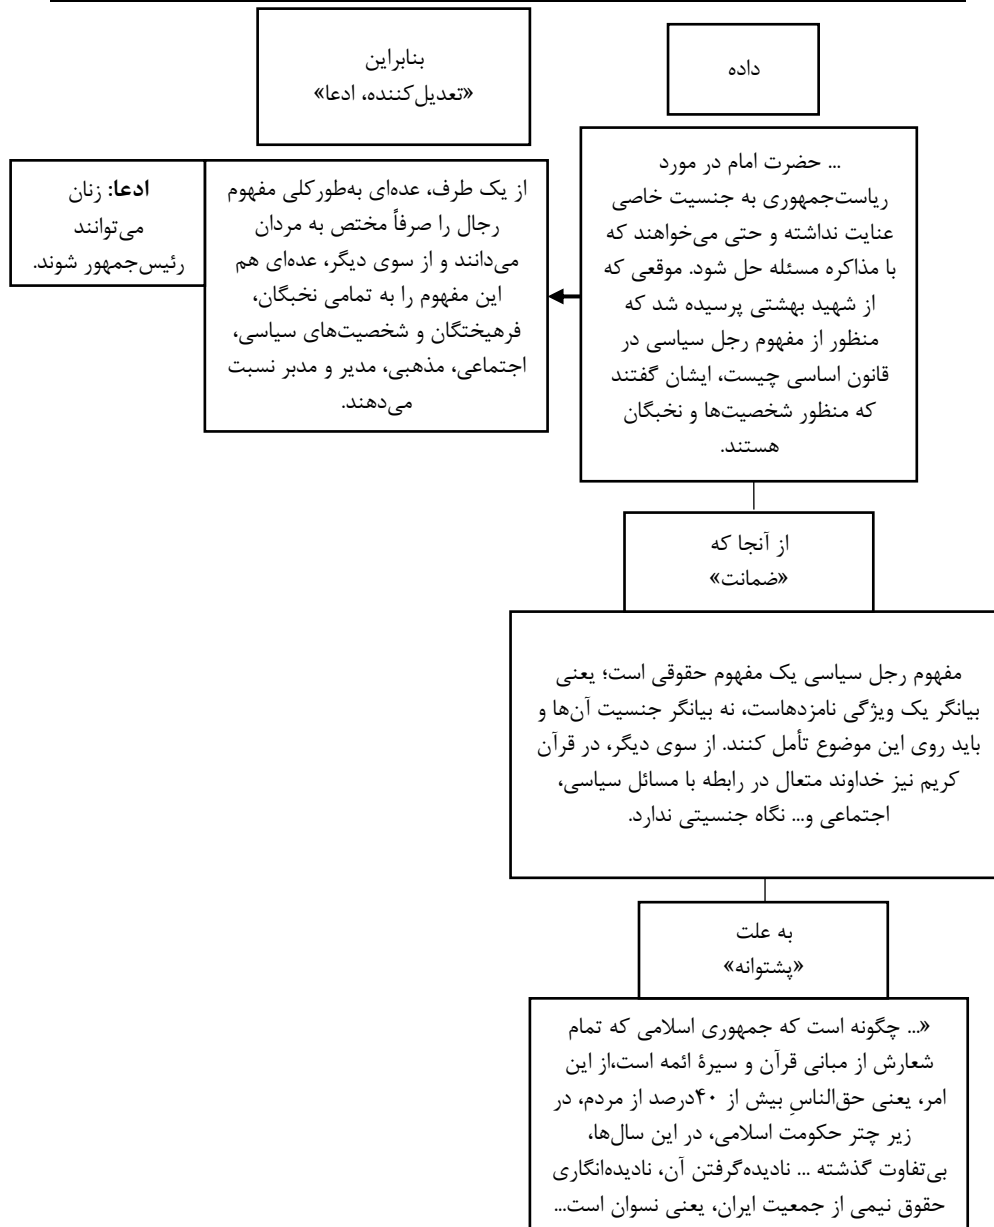 داده
... حضرت امام در مورد
ریاست‌جمهوری به جنسیت خاصی
عنایت نداشته و حتی می‌خواهند که
با مذاکره مسئله حل شود. موقعی که
از شهید بهشتی پرسیده شد که
منظور از مفهوم رجل سیاسی در
قانون اساسی چیست، ایشان گفتند
که منظور شخصیت‌ها و نخبگان
هستند.
بنابراین
«تعدیل‌کننده، ادعا»
از یک طرف، عده‌ای به‌طورکلی مفهوم
رجال را صرفاً مختص به مردان
می‌دانند و از سوی دیگر، عده‌ای هم
این مفهوم را به تمامی نخبگان،
فرهیختگان و شخصیت‌های سیاسی،
اجتماعی، مذهبی، مدیر و مدبر نسبت
می‌دهند.
ادعا: زنان
می‌توانند
رئیس‌جمهور شوند.
از آنجا که
«ضمانت»
مفهوم رجل سیاسی یک مفهوم حقوقی است؛ یعنی
بیانگر یک ویژگی نامزدهاست، نه بیانگر جنسیت آن‌ها و
باید روی این موضوع تأمل کنند. از سوی دیگر، در قرآن
کریم نیز خداوند متعال در رابطه با مسائل سیاسی،
اجتماعی و... نگاه جنسیتی ندارد.
به علت
«پشتوانه»
«... چگونه است که جمهوری اسلامی که تمام
شعارش از مبانی قرآن و سیرۀ ائمه است،از این
امر، یعنی حق‌الناسِ بیش از ۴۰درصد از مردم، در
زیر چتر حکومت اسلامی، در این سال‌ها،
بی‌تفاوت گذشته ... نادیده‌گرفتن آن، نادیده‌انگاری
حقوق نیمی از جمعیت ایران، یعنی نسوان است...